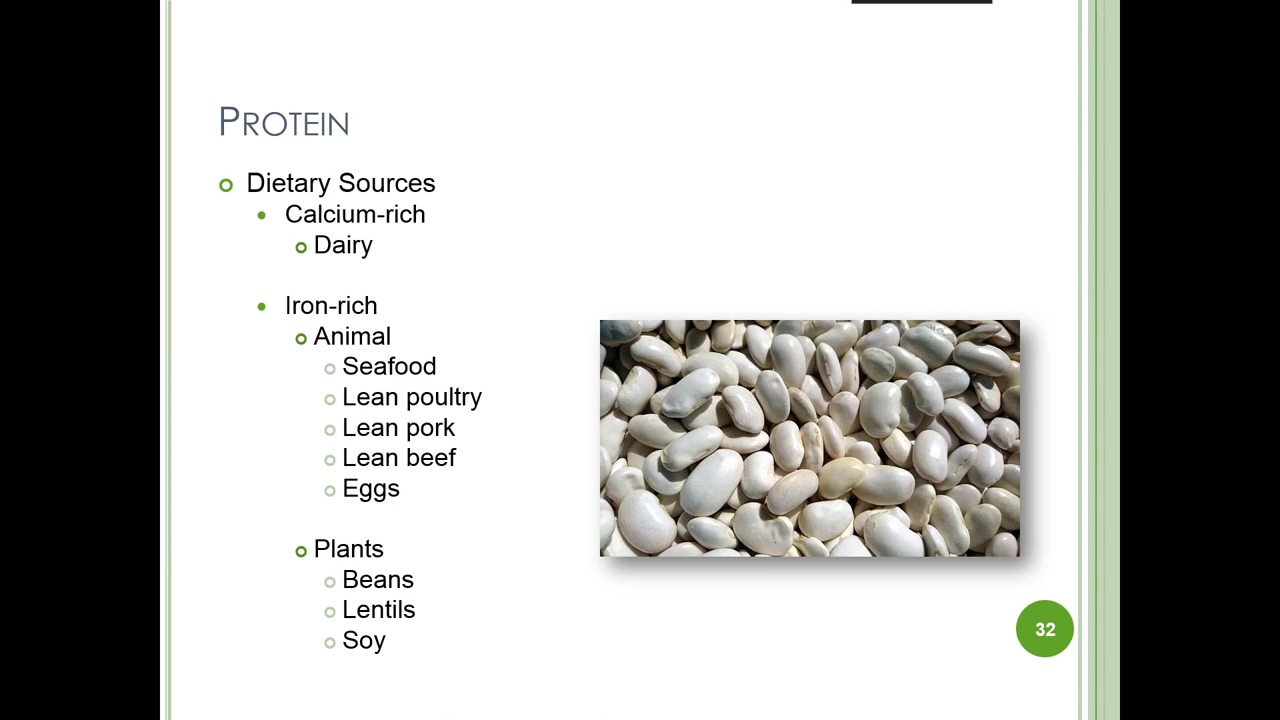 PROTEIN
Dietary Sources
Calcium-rich
Dairy
Iron-rich
Animal
Seafood
Lean poultry
Lean pork
Lean beef
Eggs
Plants
Beans
Lentils
Soy
32